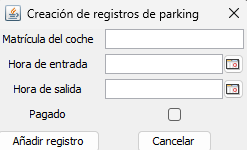 Creación de registros de parking
Matrícula del coche
Hora de entrada
Hora de salida
Pagado
Añadir registro Cancelar